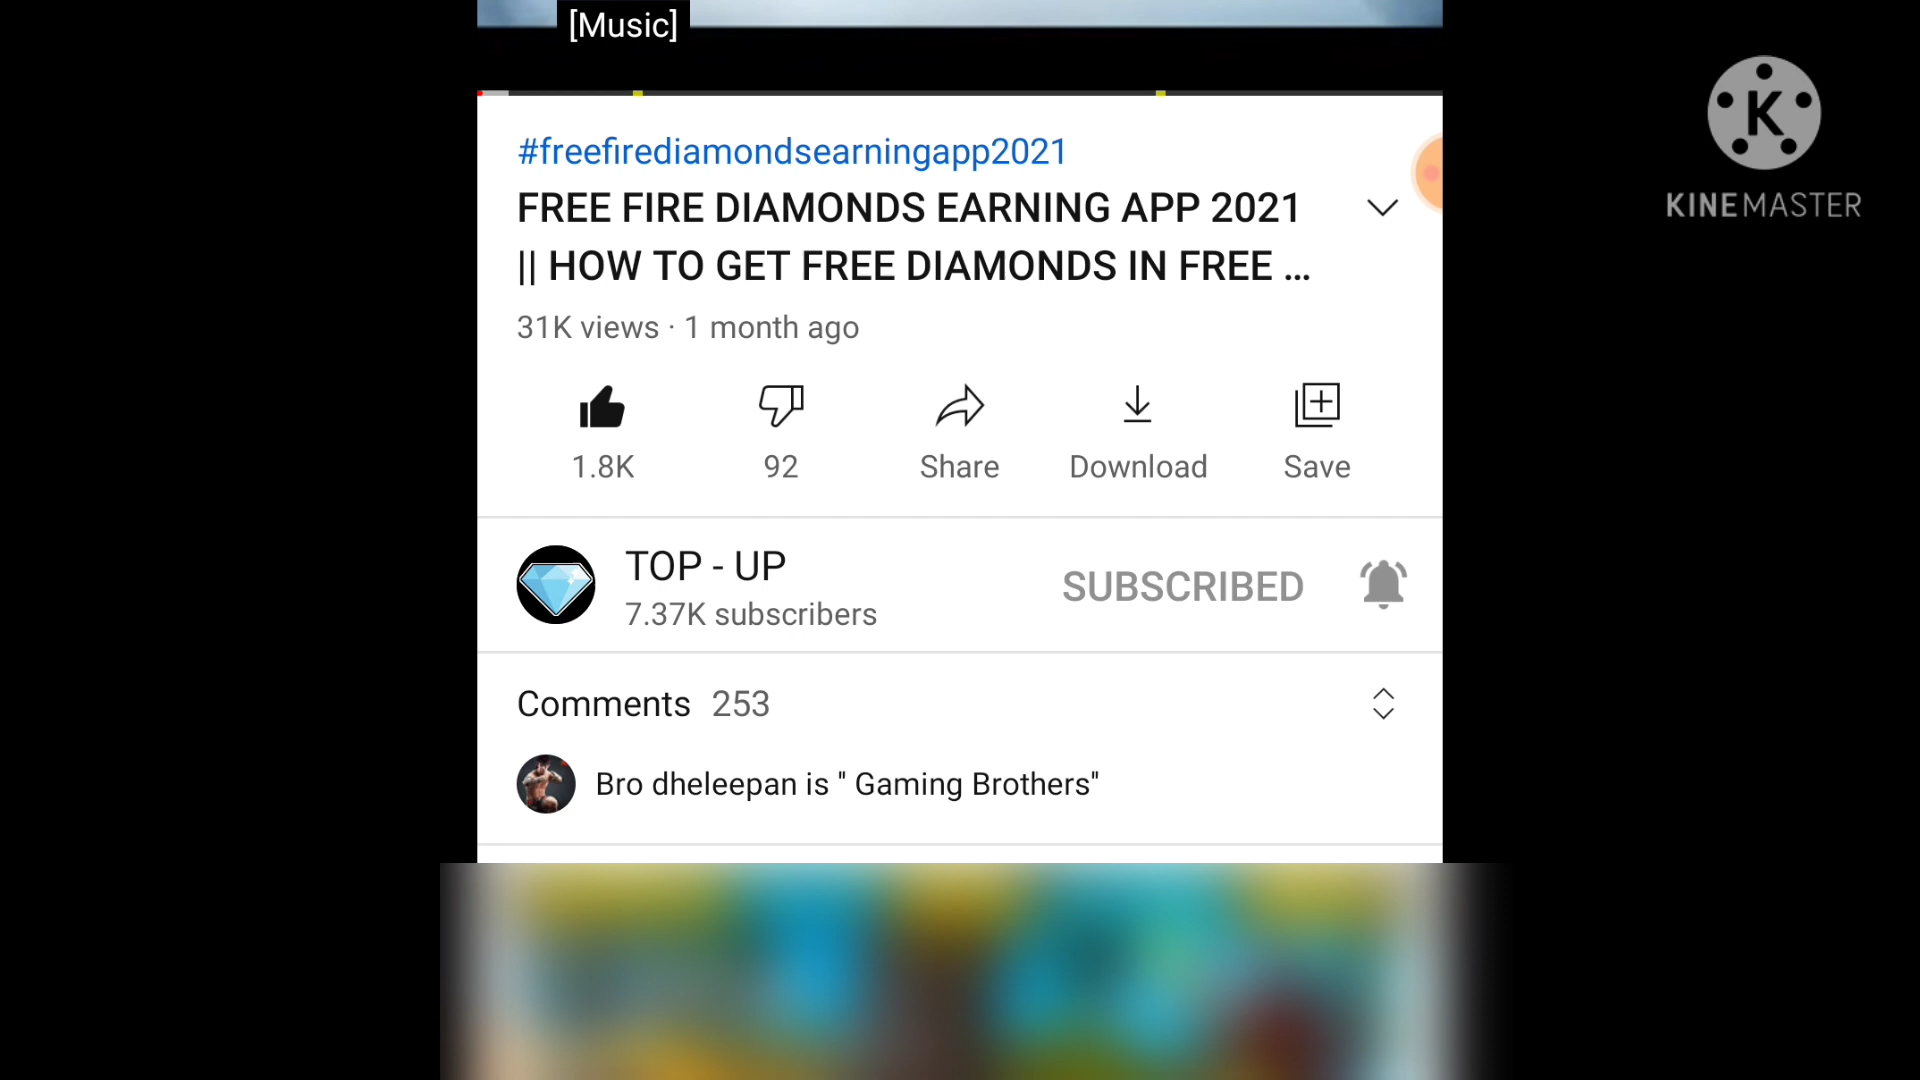 [Music]
K
KINEMASTER
#freefirediamondsearningapp2021
FREE FIRE DIAMONDS EARNING APP 2021
|| HOW TO GET FREE DIAMONDS IN FREE ...
31K views · 1 month ago
1.8K 92 Share Download Save
TOP - UP
7.37K subscribers
SUBSCRIBED
Comments 253
Bro dheleepan is " Gaming Brothers"